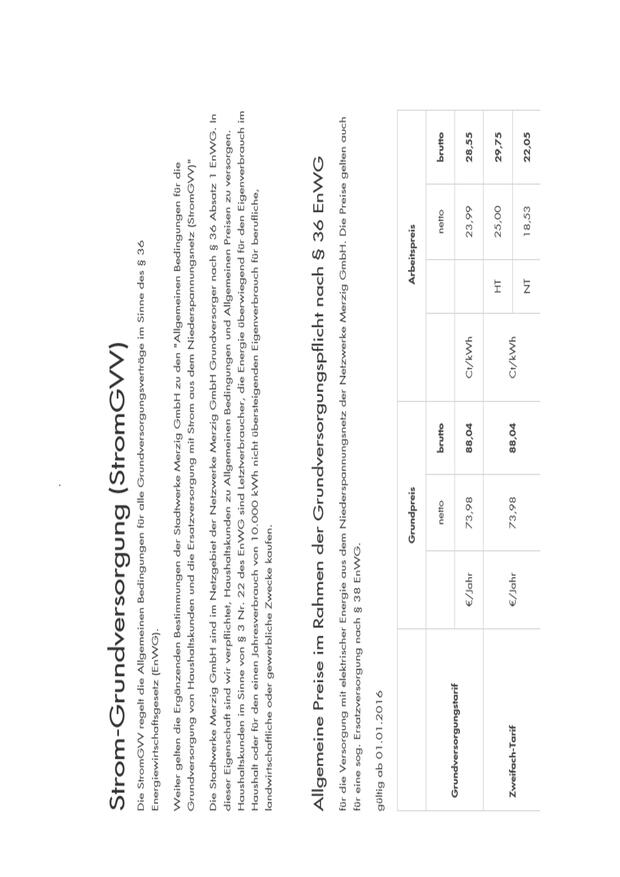 Strom-Grundversorgung (StromGVV)
Die StromGVV regelt die Allgemeinen Bedingungen für alle Grundversorgungsverträge im Sinne des § 36
Energiewirtschaftsgesetz (EnWG).
Weiter gelten die Ergänzenden Bestimmungen der Stadtwerke Merzig GmbH zu den "Allgemeinen Bedingungen für die
Grundversorgung von Haushaltskunden und die Ersatzversorgung mit Strom aus dem Niederspannungsnetz (StromGVV)"
Die Stadtwerke Merzig GmbH sind im Netzgebiet der Netzwerke Merzig GmbH Grundversorger nach § 36 Absatz 1 EnWG. In
dieser Eigenschaft sind wir verpflichtet, Haushaltskunden zu Allgemeinen Bedingungen und Allgemeinen Preisen zu versorgen.
Haushaltskunden im Sinne von § 3 Nr. 22 des EnWG sind Letztverbraucher, die Energie überwiegend für den Eigenverbrauch im
Haushalt oder für den einen Jahresverbrauch von 10.000 kWh nicht übersteigenden Eigenverbrauch für berufliche,
landwirtschaftliche oder gewerbliche Zwecke kaufen.
Allgemeine Preise im Rahmen der Grundversorgungspflicht nach § 36 EnWG
für die Versorgung mit elektrischer Energie aus dem Niederspannungsnetz der Netzwerke Merzig GmbH. Die Preise gelten auch
für eine sog. Ersatzversorgung nach § 38 EnWG.
gültig ab 01.01.2016
Grundpreis Arbeitspreis
netto brutto netto brutto
Grundversorgungstarif €/Jahr 73,98 88,04 Ct/kWh 23,99 28,55
Zweifach-Tarif €/Jahr 73,98 88,04 Ct/kWh HT 25,00 29,75
NT 18,53 22,05